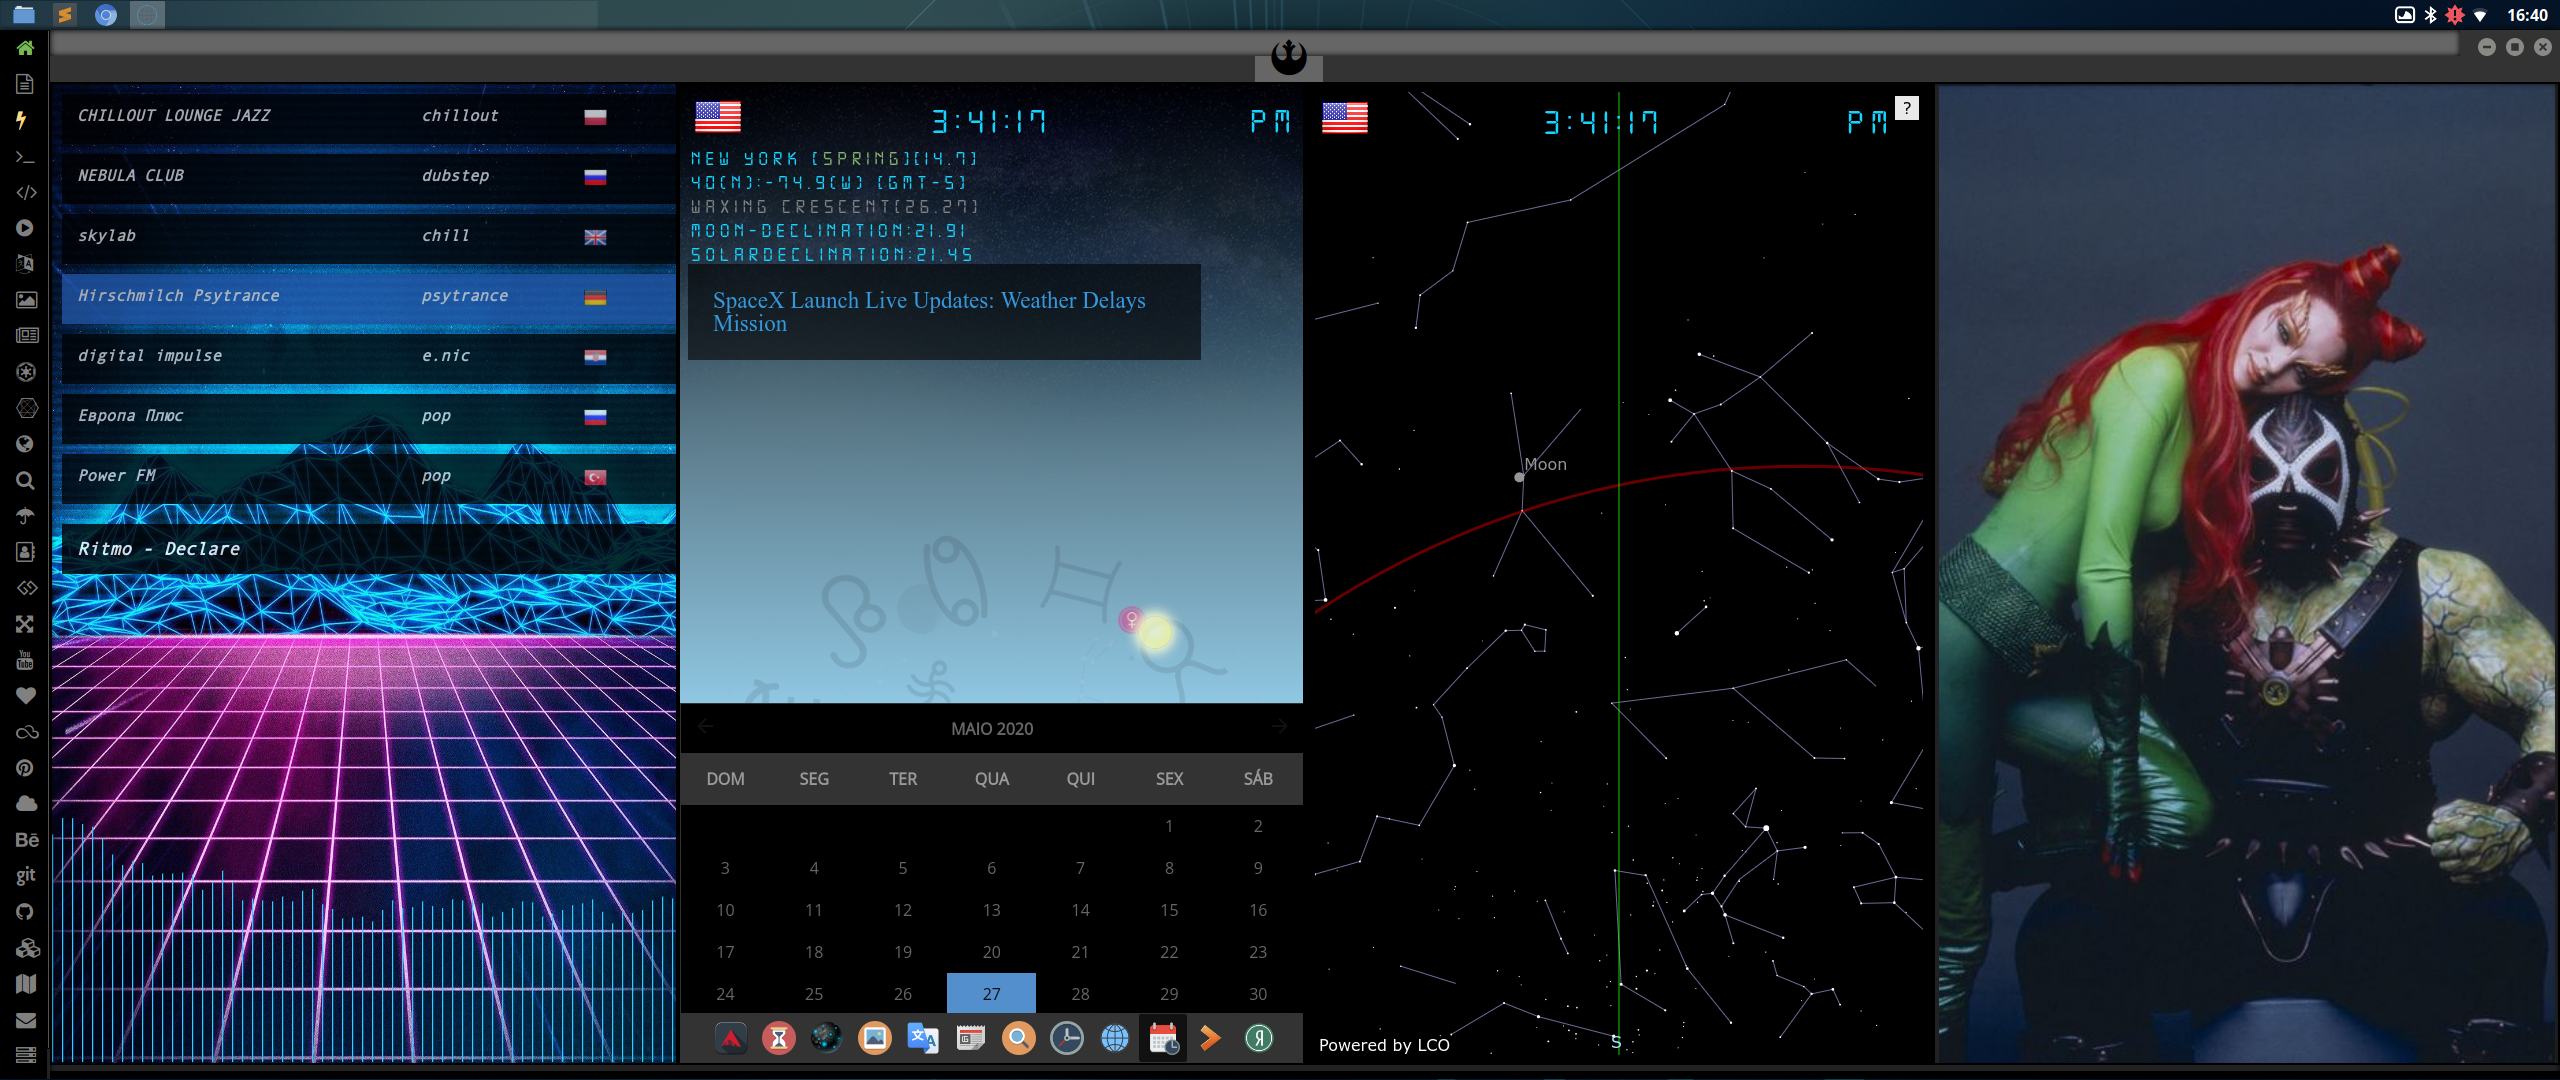 16:40
CHILLOUT LOUNGE JAZZ chillout
NEBULA CLUB dubstep
skylab chill
Hirschmilch Psytrance psytrance
digital impulse e.nic
Европа Плюс pop
Power FM pop
Ritmo - Declare
You
Tube
Bē
git
3:41:17 PM
NEW YORK [SPRING][14.7]
40(N):-74.9(W) [GMT-5]
WAXING CRESCENT[26.27]
MOON-DECLINATION:21.91
SOLARDECLINATION:21.45
SpaceX Launch Live Updates: Weather Delays
Mission
MAIO 2020
DOM SEG TER QUA QUI SEX SÁB
1 2
3 4 5 6 7 8 9
10 11 12 13 14 15 16
17 18 19 20 21 22 23
24 25 26 27 28 29 30
3:41:17 PM ?
Moon
S
Powered by LCO